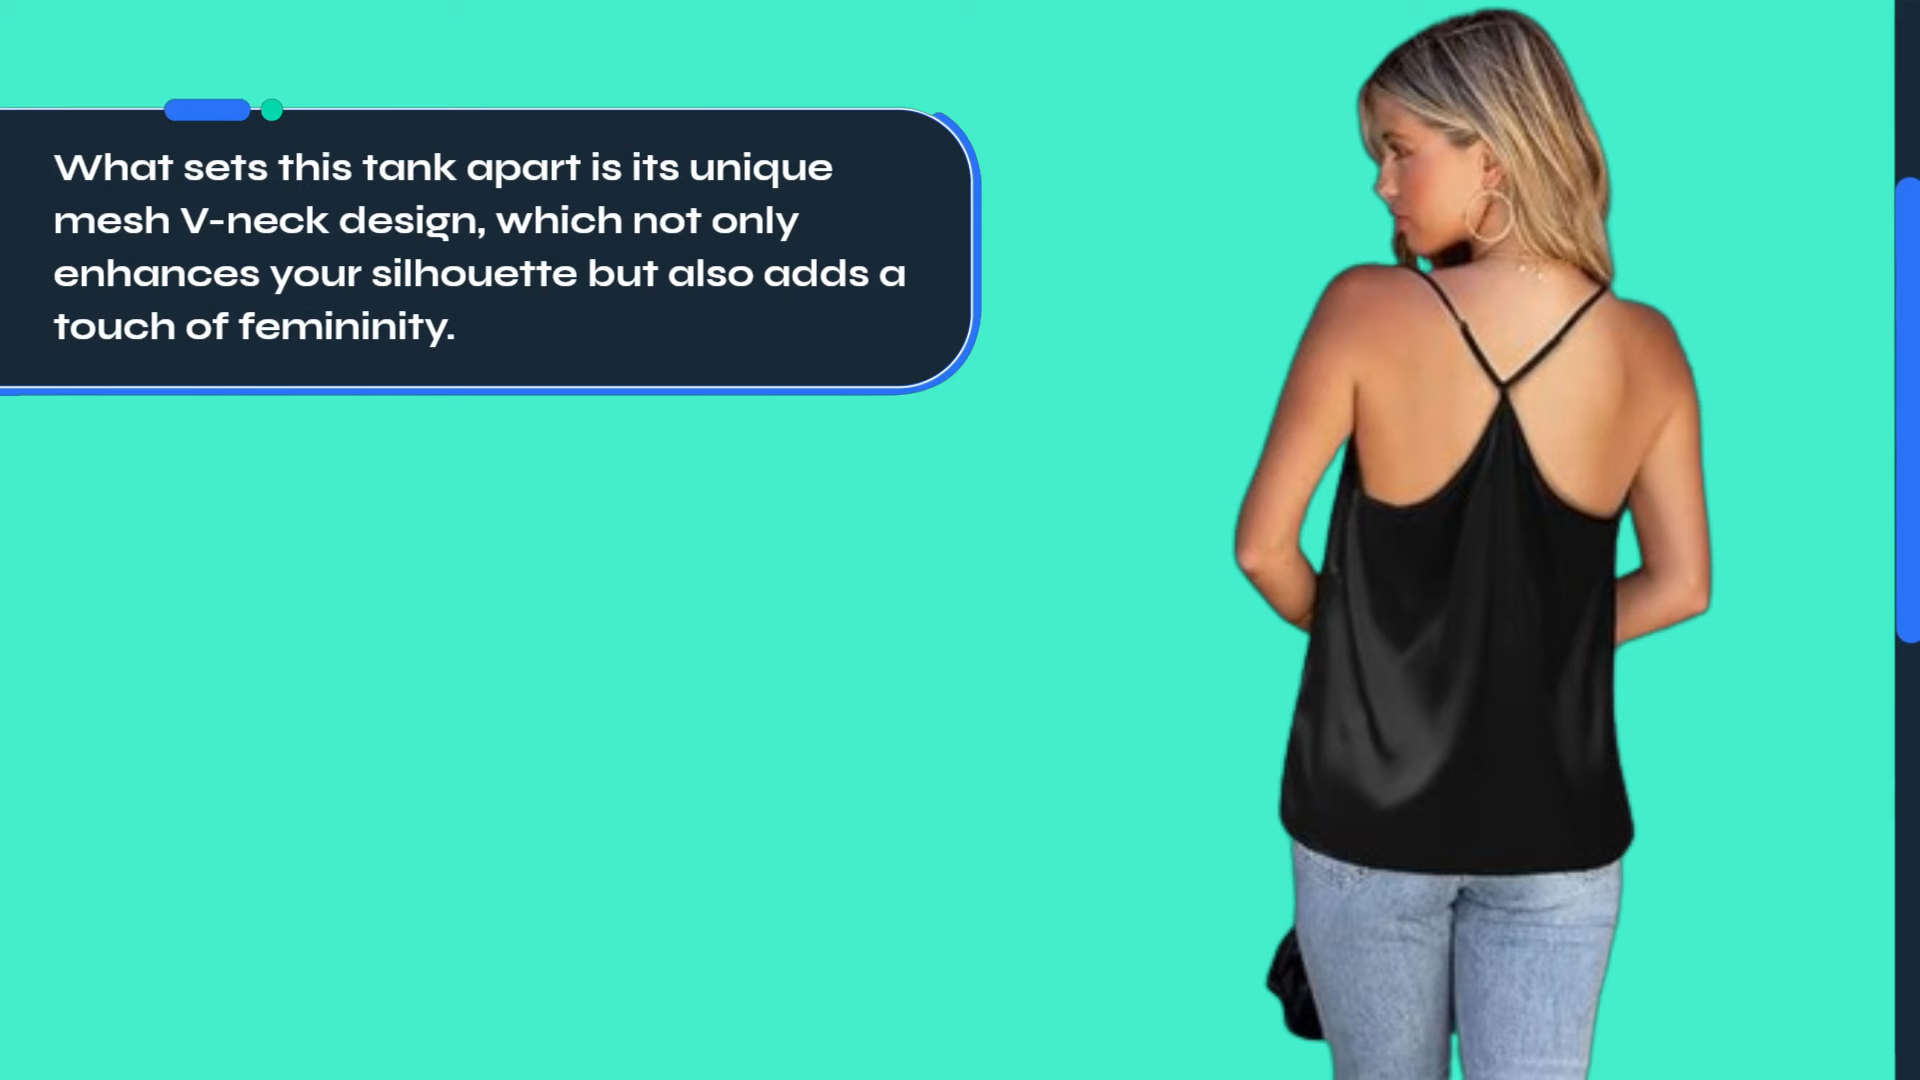 What sets this tank apart is its unique
mesh V-neck design, which not only
enhances your silhouette but also adds a
touch of femininity.